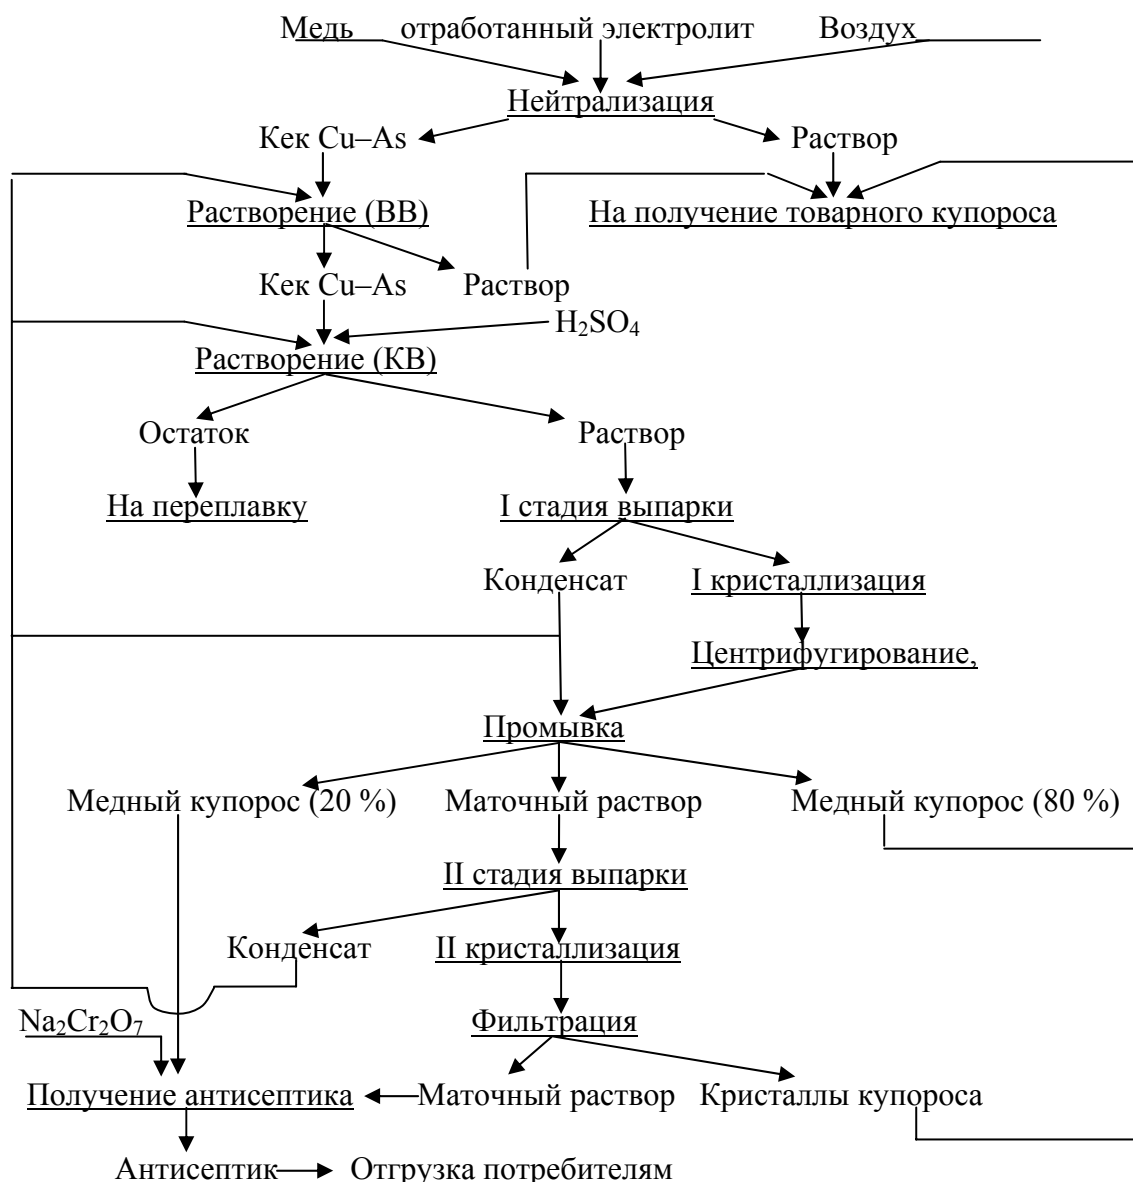 Медь отработанный электролит Воздух
Нейтрализация
Кек Cu–As Раствор
Растворение (ВВ) На получение товарного купороса
Кек Cu–As Раствор
H₂SO₄
Растворение (КВ)
Остаток Раствор
На переплавку I стадия выпарки
Конденсат I кристаллизация
Центрифугирование,
Промывка
Медный купорос (20 %) Маточный раствор Медный купорос (80 %)
II стадия выпарки
Конденсат II кристаллизация
Na₂Cr₂O₇ Фильтрация
Получение антисептика Маточный раствор Кристаллы купороса
Антисептик Отгрузка потребителям